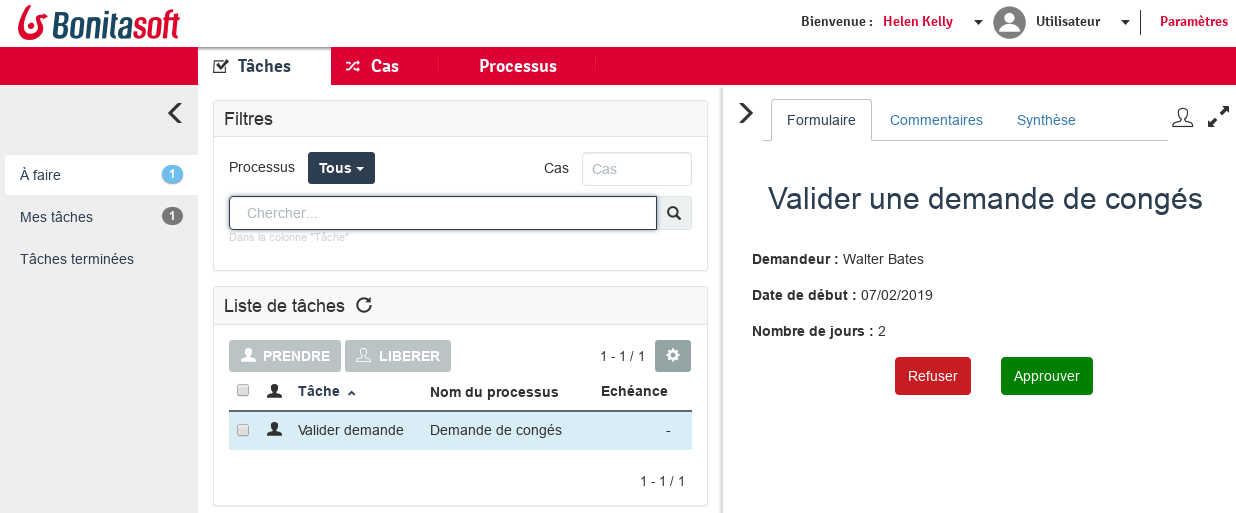 Bonitasoft
Bienvenue : Helen Kelly Utilisateur Paramètres
Tâches Cas Processus
À faire 1
Mes tâches 1
Tâches terminées
Filtres
Processus Tous Cas Cas
Chercher...
Dans la colonne "Tâche"
Liste de tâches
PRENDRE LIBERER 1 - 1 / 1
Tâche Nom du processus Echéance
Valider demande Demande de congés -
1 - 1 / 1
Formulaire Commentaires Synthèse
Valider une demande de congés
Demandeur : Walter Bates
Date de début : 07/02/2019
Nombre de jours : 2
Refuser Approuver